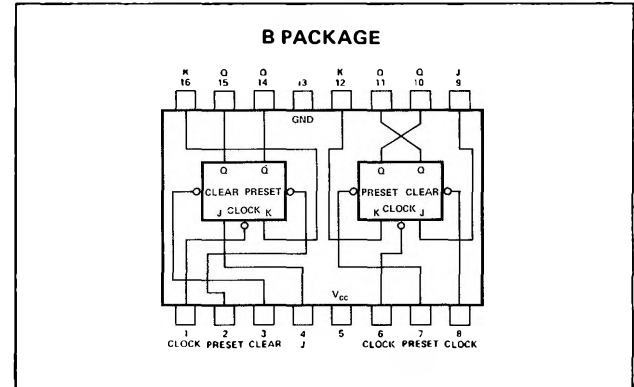 B PACKAGE
K Q Q K Q Q J
16 15 14 13 12 11 10 9
GND
Q Q Q Q
CLEAR PRESET PRESET CLEAR
J CLOCK K K CLOCK J
VCC
1 2 3 4 5 6 7 8
CLOCK PRESET CLEAR J CLOCK PRESET CLOCK